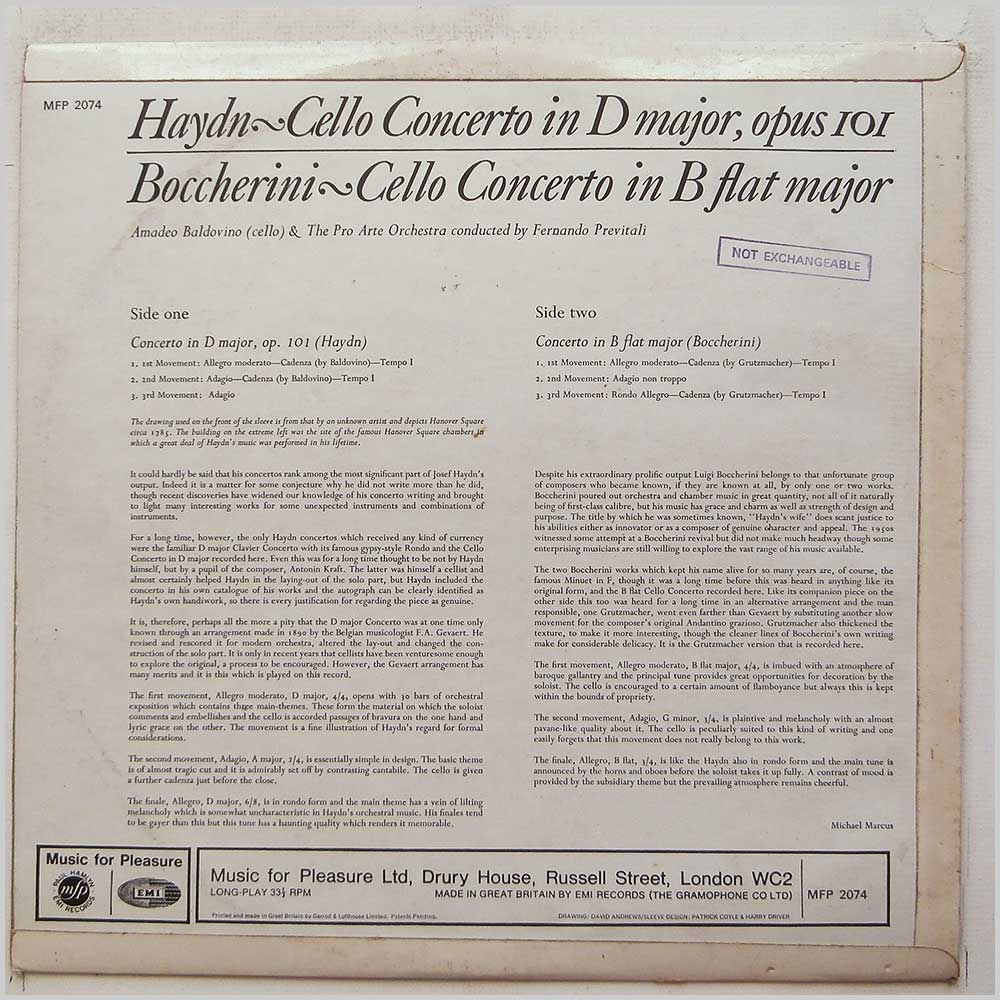 MFP 2074
Haydn~Cello Concerto in D major, opus 101
Boccherini~Cello Concerto in B flat major
Amadeo Baldovino (cello) & The Pro Arte Orchestra conducted by Fernando Previtali
NOT EXCHANGEABLE
Side one
Concerto in D major, op. 101 (Haydn)
1. 1st Movement: Allegro moderato—Cadenza (by Baldovino)—Tempo I
2. 2nd Movement: Adagio—Cadenza (by Baldovino)—Tempo I
3. 3rd Movement: Adagio
The drawing used on the front of the sleeve is from that by an unknown artist and depicts Hanover Square
circa 1785. The building on the extreme left was the site of the famous Hanover Square chambers in
which a great deal of Haydn's music was performed in his lifetime.
It could hardly be said that his concertos rank among the most significant part of Josef Haydn's
output. Indeed it is a matter for some conjecture why he did not write more than he did,
though recent discoveries have widened our knowledge of his concerto writing and brought
to light many interesting works for some unexpected instruments and combinations of
instruments.
For a long time, however, the only Haydn concertos which received any kind of currency
were the familiar D major Clavier Concerto with its famous gypsy-style Rondo and the Cello
Concerto in D major recorded here. Even this was for a long time thought to be not by Haydn
himself, but by a pupil of the composer, Antonin Kraft. The latter was himself a cellist and
almost certainly helped Haydn in the laying-out of the solo part, but Haydn included the
concerto in his own catalogue of his works and the autograph can be clearly identified as
Haydn's own handiwork, so there is every justification for regarding the piece as genuine.
It is, therefore, perhaps all the more a pity that the D major Concerto was at one time only
known through an arrangement made in 1890 by the Belgian musicologist F.A. Gevaert. He
revised and rescored it for modern orchestra, altered the lay-out and changed the con-
struction of the solo part. It is only in recent years that cellists have been venturesome enough
to explore the original, a process to be encouraged. However, the Gevaert arrangement has
many merits and it is this which is played on this record.
The first movement, Allegro moderato, D major, 4/4, opens with 30 bars of orchestral
exposition which contains three main-themes. These form the material on which the soloist
comments and embellishes and the cello is accorded passages of bravura on the one hand and
lyric grace on the other. The movement is a fine illustration of Haydn's regard for formal
considerations.
The second movement, Adagio, A major, 2/4, is essentially simple in design. The basic theme
is of almost tragic cut and it is admirably set off by contrasting cantabile. The cello is given
a further cadenza just before the close.
The finale, Allegro, D major, 6/8, is in rondo form and the main theme has a vein of lilting
melancholy which is somewhat uncharacteristic in Haydn's orchestral music. His finales tend
to be gayer than this but this tune has a haunting quality which renders it memorable.
Side two
Concerto in B flat major (Boccherini)
1. 1st Movement: Allegro moderato—Cadenza (by Grutzmacher)—Tempo I
2. 2nd Movement: Adagio non troppo
3. 3rd Movement: Rondo Allegro—Cadenza (by Grutzmacher)—Tempo I
Despite his extraordinary prolific output Luigi Boccherini belongs to that unfortunate group
of composers who became known, if they are known at all, by only one or two works.
Boccherini poured out orchestra and chamber music in great quantity, not all of it naturally
being of first-class calibre, but his music has grace and charm as well as strength of design and
purpose. The title by which he was sometimes known, "Haydn's wife" does scant justice to
his abilities either as innovator or as a composer of genuine character and appeal. The 1950s
witnessed some attempt at a Boccherini revival but did not make much headway though some
enterprising musicians are still willing to explore the vast range of his music available.
The two Boccherini works which kept his name alive for so many years are, of course, the
famous Minuet in F, though it was a long time before this was heard in anything like its
original form, and the B flat Cello Concerto recorded here. Like its companion piece on the
other side this too was heard for a long time in an alternative arrangement and the man
responsible, one Grutzmacher, went even farther than Gevaert by substituting another slow
movement for the composer's original Andantino grazioso. Grutzmacher also thickened the
texture, to make it more interesting, though the cleaner lines of Boccherini's own writing
make for considerable delicacy. It is the Grutzmacher version that is recorded here.
The first movement, Allegro moderato, B flat major, 4/4, is imbued with an atmosphere of
baroque gallantry and the principal tune provides great opportunities for decoration by the
soloist. The cello is encouraged to a certain amount of flamboyance but always this is kept
within the bounds of propriety.
The second movement, Adagio, G minor, 3/4, is plaintive and melancholy with an almost
pavane-like quality about it. The cello is peculiarly suited to this kind of writing and one
easily forgets that this movement does not really belong to this work.
The finale, Allegro, B flat, 3/4, is like the Haydn also in rondo form and the main tune is
announced by the horns and oboes before the soloist takes it up fully. A contrast of mood is
provided by the subsidiary theme but the prevailing atmosphere remains cheerful.
Michael Marcus
Music for Pleasure
PAUL HAMLYN
mfp
EMI RECORDS
EMI
Music for Pleasure Ltd, Drury House, Russell Street, London WC2
LONG-PLAY 33⅓ RPM
MADE IN GREAT BRITAIN BY EMI RECORDS (THE GRAMOPHONE CO LTD)
MFP 2074
Printed and made in Great Britain by Garrod & Lofthouse Limited. Patents Pending.
DRAWING: DAVID ANDREWS/SLEEVE DESIGN: PATRICK COYLE & HARRY DRIVER